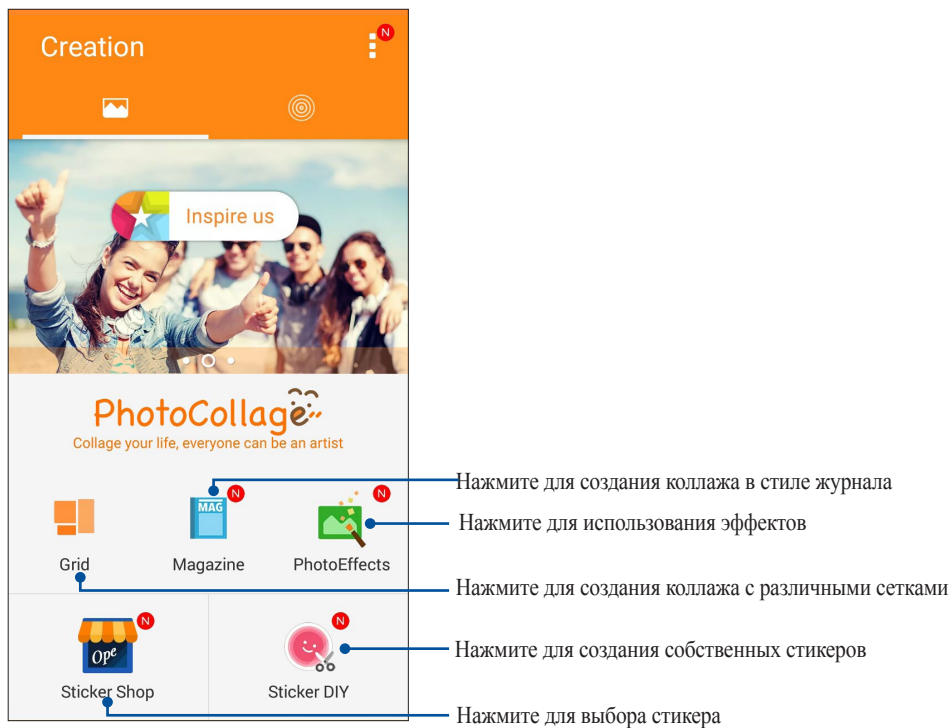 Creation
N
Inspire us
PhotoCollage
Collage your life, everyone can be an artist
N
N
MAG
Grid
Magazine
PhotoEffects
N
N
Ope
Sticker Shop
Sticker DIY
Нажмите для создания коллажа в стиле журнала
Нажмите для использования эффектов
Нажмите для создания коллажа с различными сетками
Нажмите для создания собственных стикеров
Нажмите для выбора стикера